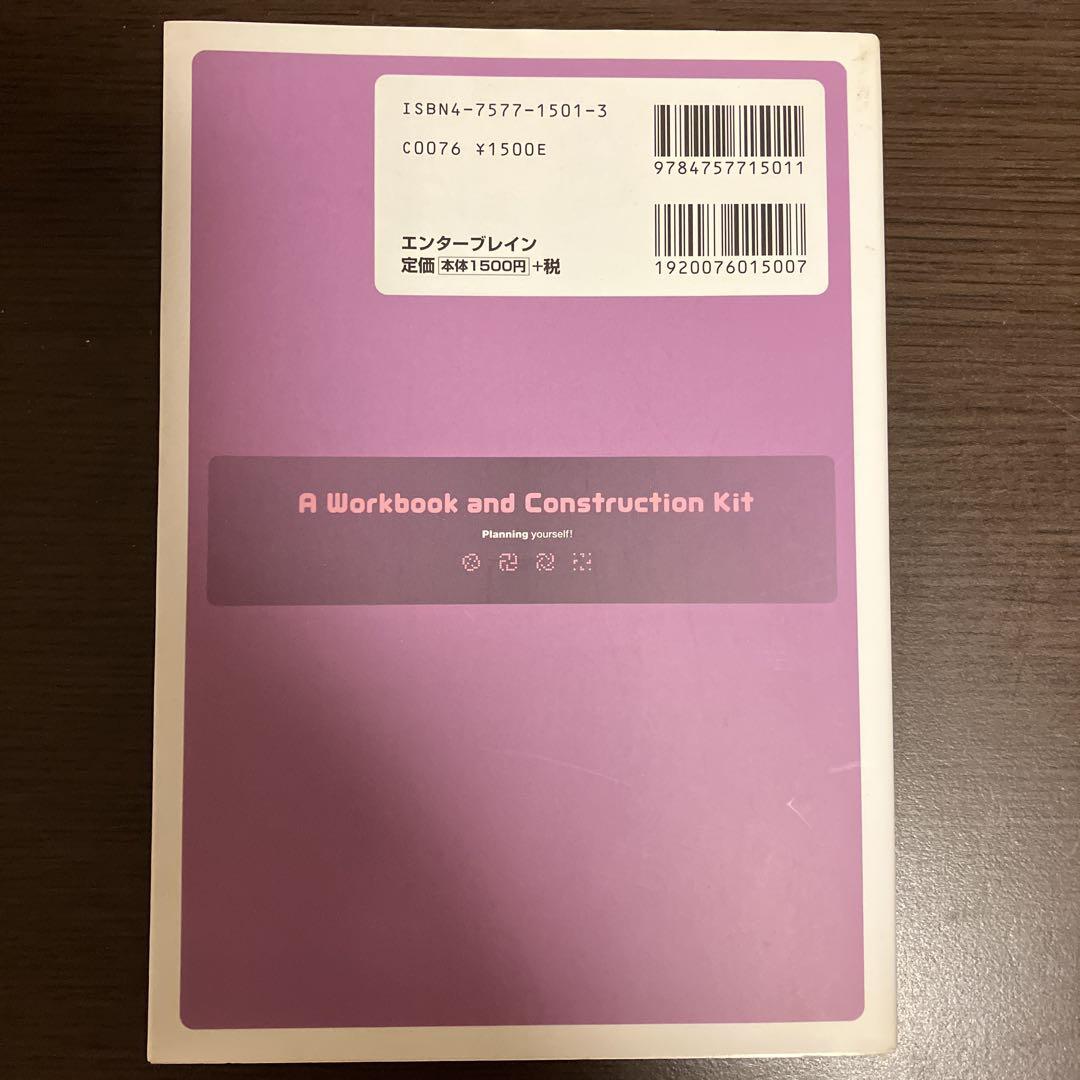 ISBN4-7577-1501-3
C0076 ¥1500E
9784757715011
エンターブレイン
定価 本体1500円 +税
1920076015007
A Workbook and Construction Kit
Planning yourself!